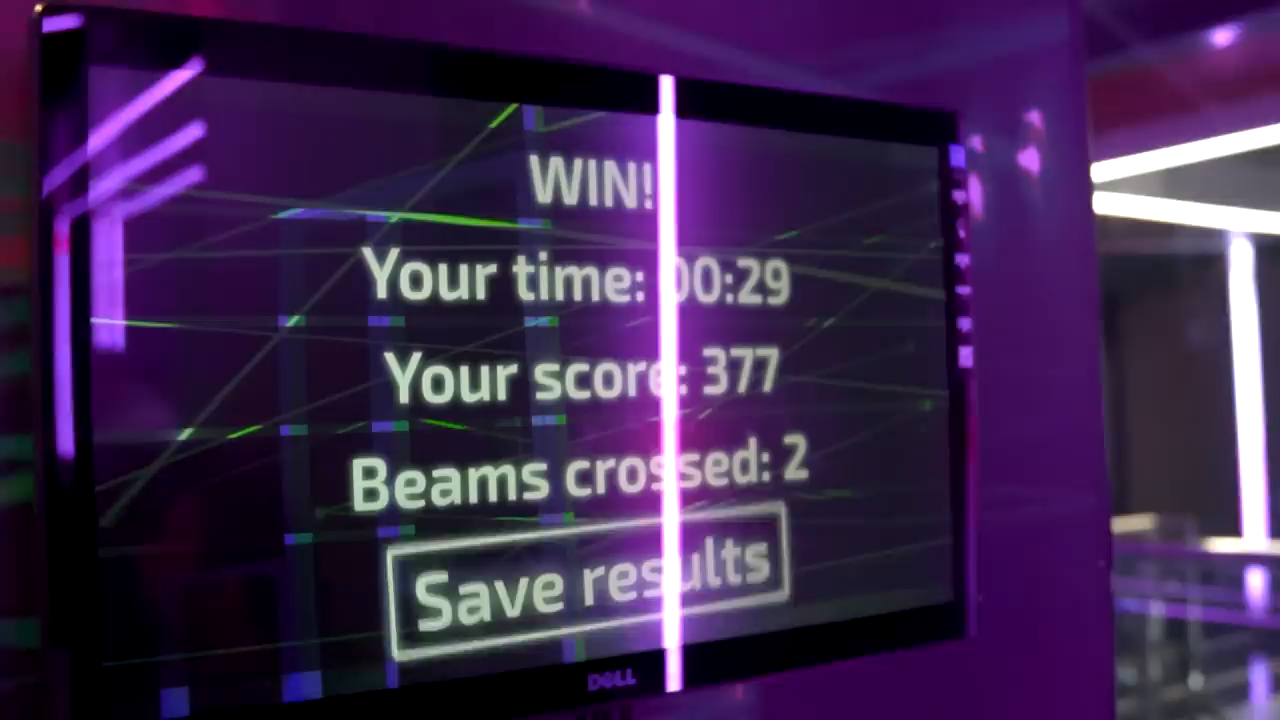 WIN!
Your time: 00:29
Your score: 377
Beams crossed: 2
Save results
DELL